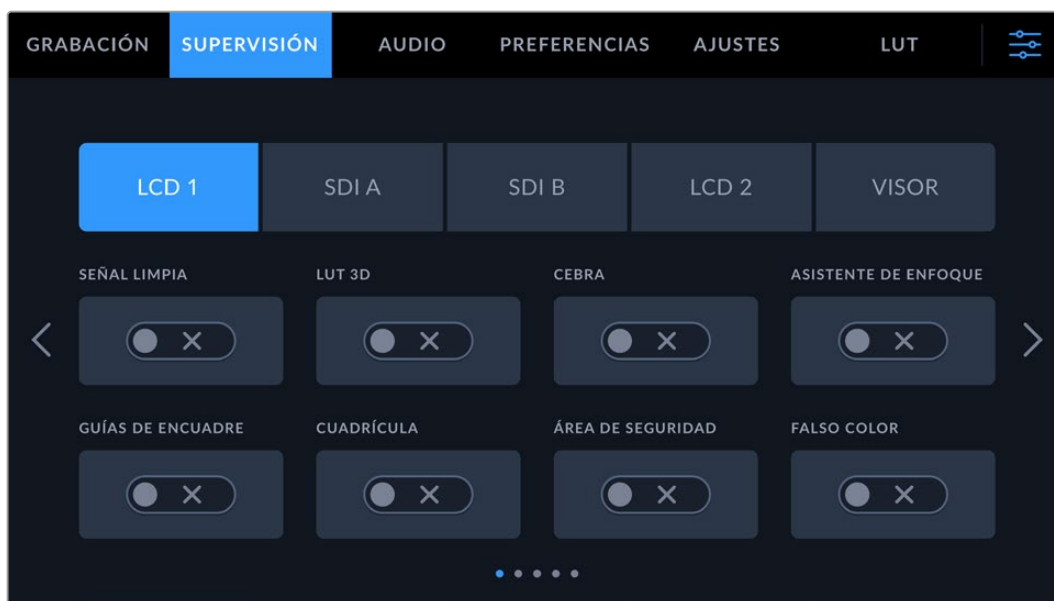 GRABACIÓN SUPERVISIÓN AUDIO PREFERENCIAS AJUSTES LUT
LCD 1 SDI A SDI B LCD 2 VISOR
SEÑAL LIMPIA LUT 3D CEBRA ASISTENTE DE ENFOQUE
GUÍAS DE ENCUADRE CUADRÍCULA ÁREA DE SEGURIDAD FALSO COLOR